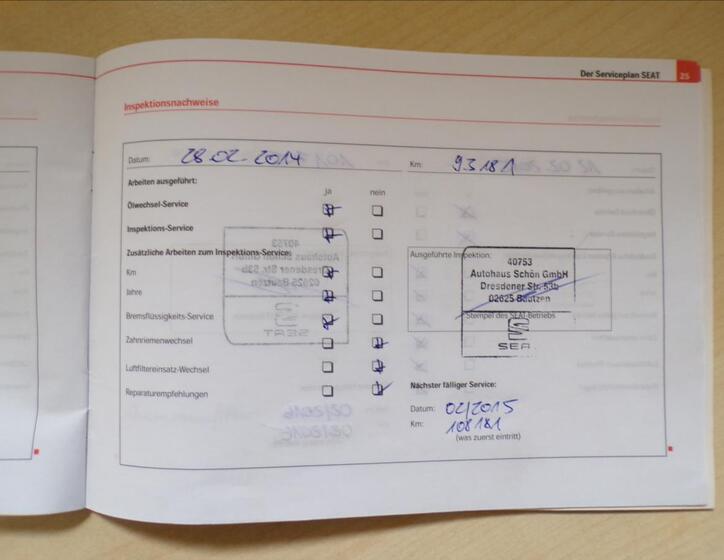 Der Serviceplan SEAT 25
Inspektionsnachweise
Datum: 28.02.2014 Km: 93181
Arbeiten ausgeführt:
ja nein
Ölwechsel-Service
Inspektions-Service
Zusätzliche Arbeiten zum Inspektions-Service:
Km
Jahre
Bremsflüssigkeits-Service
Zahnriemenwechsel
Luftfiltereinsatz-Wechsel
Reparaturempfehlungen
Ausgeführte Inspektion:
40753
Autohaus Schön GmbH
Dresdener Str. 53b
02625 Bautzen
Stempel des SEAT-Betriebs
SEAT
Nächster fälliger Service:
Datum: 02/2015
Km: 108181
(was zuerst eintritt)